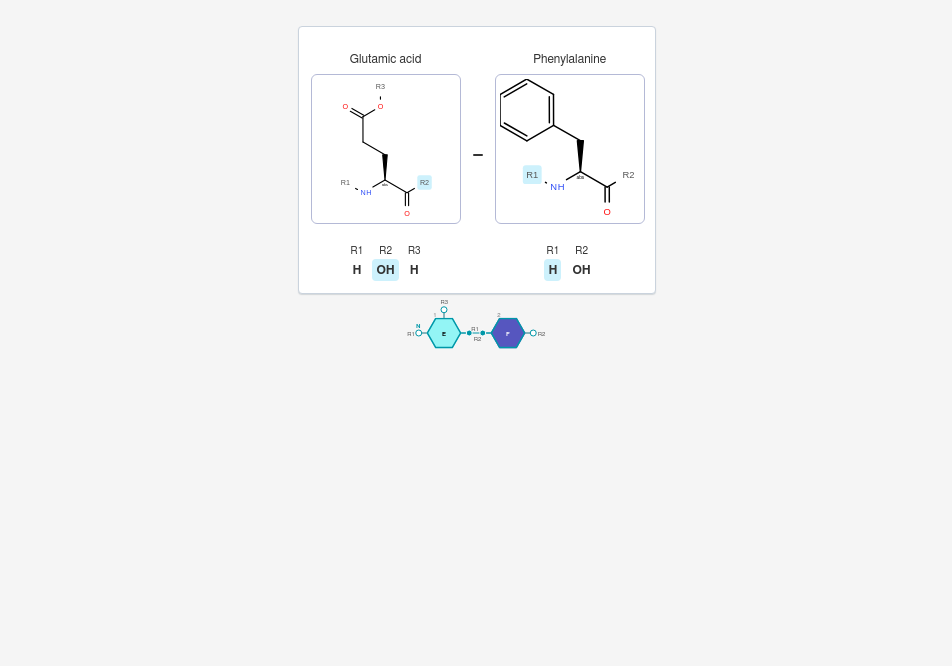 Glutamic acid Phenylalanine
R3
O O
R1 NH abs R2
O
–
R1 NH abs R2
O
R1 R2 R3
H OH H
R1 R2
H OH
R3
1 2
N
R1 E R1 F R2
R2